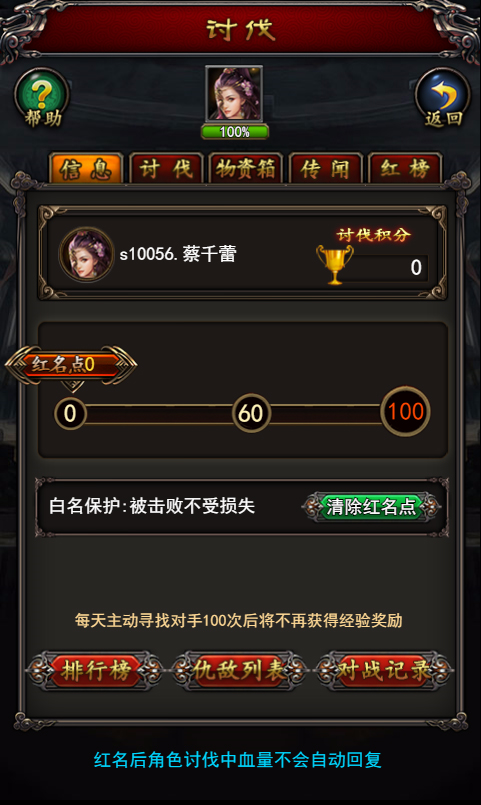 讨伐
帮助
100%
返回
信息
讨伐
物资箱
传闻
红榜
s10056.蔡千蕾
讨伐积分
0
红名点0
0
60
100
白名保护:被击败不受损失
清除红名点
每天主动寻找对手100次后将不再获得经验奖励
排行榜
仇敌列表
对战记录
红名后角色讨伐中血量不会自动回复